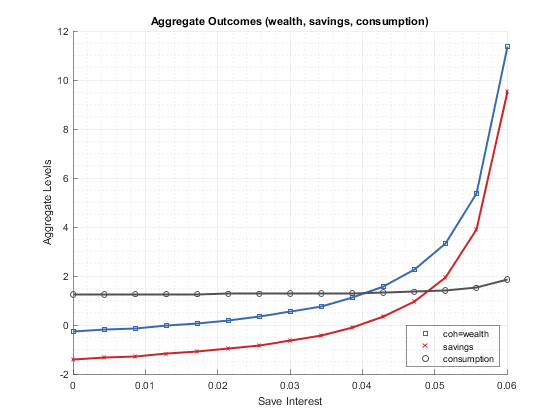 Aggregate Outcomes (wealth, savings, consumption)
12
10
8
6
4
2
0
-2
Aggregate Levels
0
0.01
0.02
0.03
0.04
0.05
0.06
Save Interest
coh=wealth
savings
consumption